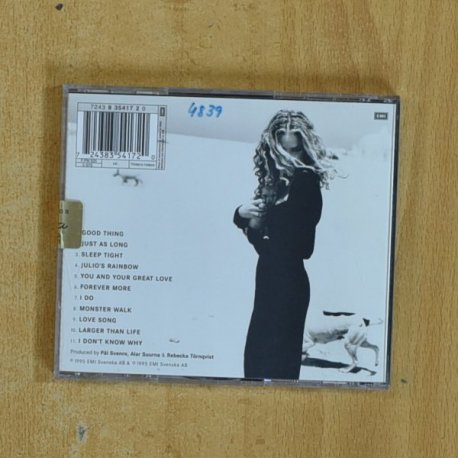 7243 8 35417 2 0
4839
EMI
7 24383 54172 0
GOOD THING
JUST AS LONG
3. SLEEP TIGHT
4. JULIO'S RAINBOW
5. YOU AND YOUR GREAT LOVE
6. FOREVER MORE
7. I DO
8. MONSTER WALK
9. LOVE SONG
10. LARGER THAN LIFE
11. I DON'T KNOW WHY
Produced by Pål Svenre, Alar Suurna & Rebecka Törnqvist
℗ 1995 EMI Svenska AB & © 1995 EMI Svenska AB